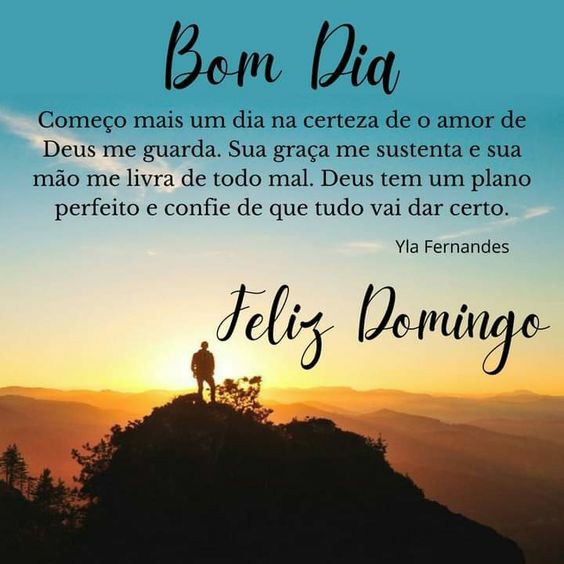 Bom Dia
Começo mais um dia na certeza de o amor de
Deus me guarda. Sua graça me sustenta e sua
mão me livra de todo mal. Deus tem um plano
perfeito e confie de que tudo vai dar certo.
Yla Fernandes
Feliz Domingo